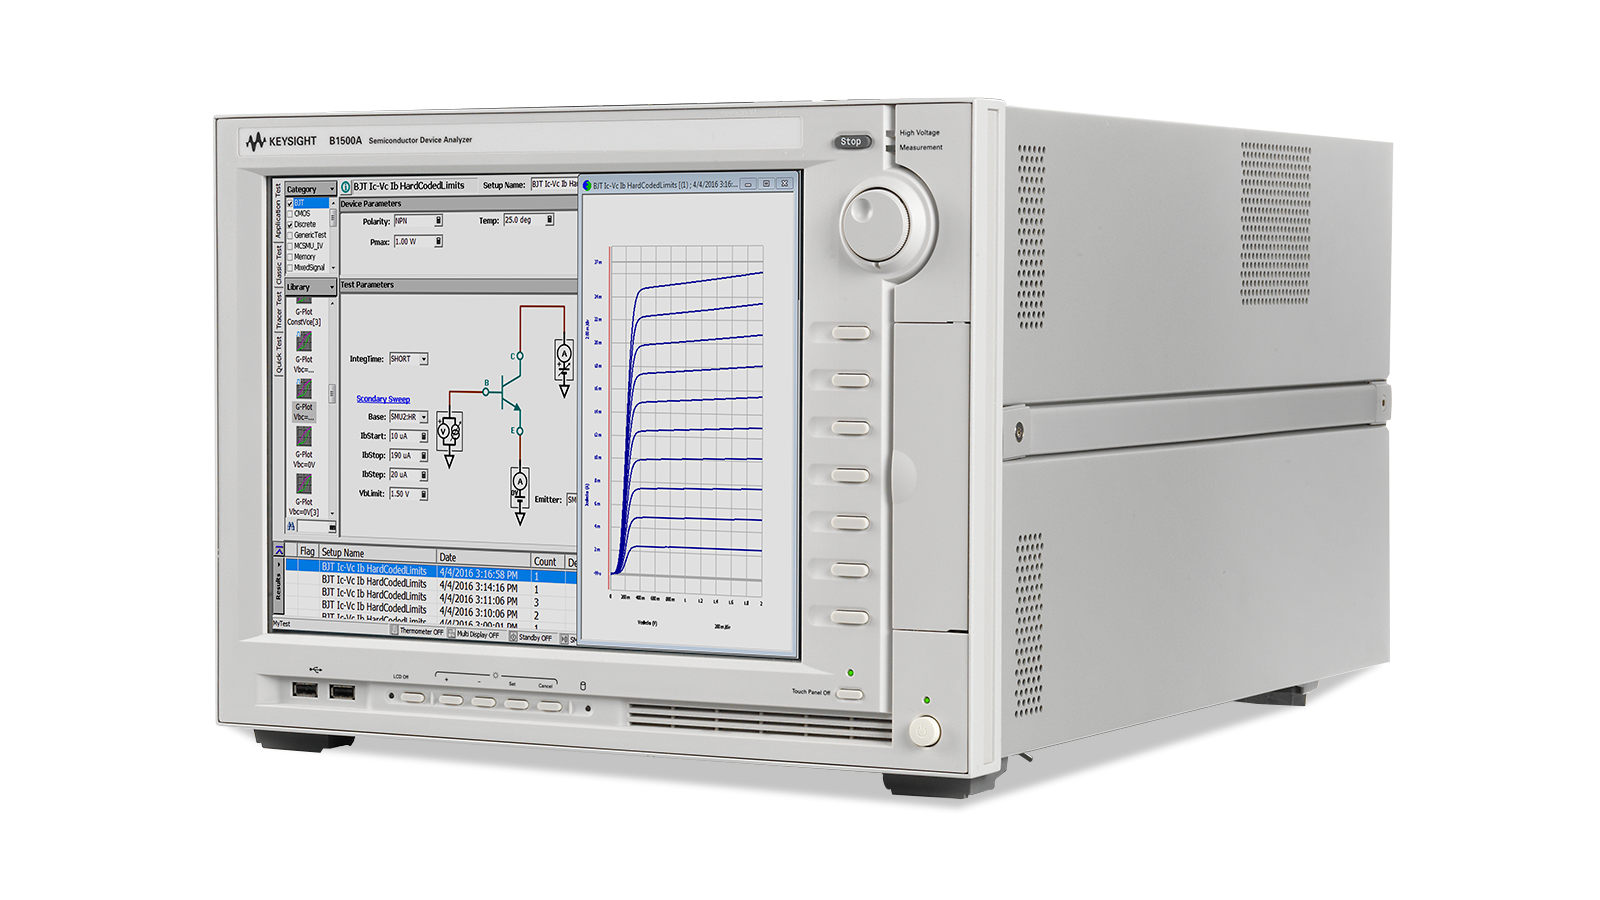 KEYSIGHT B1500A Semiconductor Device Analyzer
Stop
High Voltage
Measurement
Application Test
Classic Test
Tracer Test
Quick Test
Category
BJT
CMOS
Discrete
GenericTest
MCSMU_IV
Memory
MixedSignal
Library
G-Plot
ConstVce[3]
G-Plot
Vbc=...
G-Plot
Vbc=...
G-Plot
Vbc=0V
G-Plot
Vbc=0V[3]
BJT Ic-Vc Ib HardCodedLimits Setup Name: BJT Ic-Vc Ib Ha
Device Parameters
Polarity: NPN Temp: 25.0 deg
Pmax: 1.00 W
Test Parameters
IntegTime: SHORT
Scondary Sweep
Base: SMU2:HR
IbStart: 10 uA
IbStop: 190 uA
IbStep: 20 uA
VbLimit: 1.50 V
C
B
E
A
V
A
Emitter: SM
BJT Ic-Vc Ib HardCodedLimits [(1) ; 4/4/2016 3:16:...
Results
Flag Setup Name Date Count De
BJT Ic-Vc Ib HardCodedLimits 4/4/2016 3:16:58 PM 1
BJT Ic-Vc Ib HardCodedLimits 4/4/2016 3:14:16 PM 1
BJT Ic-Vc Ib HardCodedLimits 4/4/2016 3:11:06 PM 3
BJT Ic-Vc Ib HardCodedLimits 4/4/2016 3:10:06 PM 2
MyTest
Thermometer OFF Multi Display OFF Standby OFF SM
LCD Off
+
-
Set
Cancel
Touch Panel Off